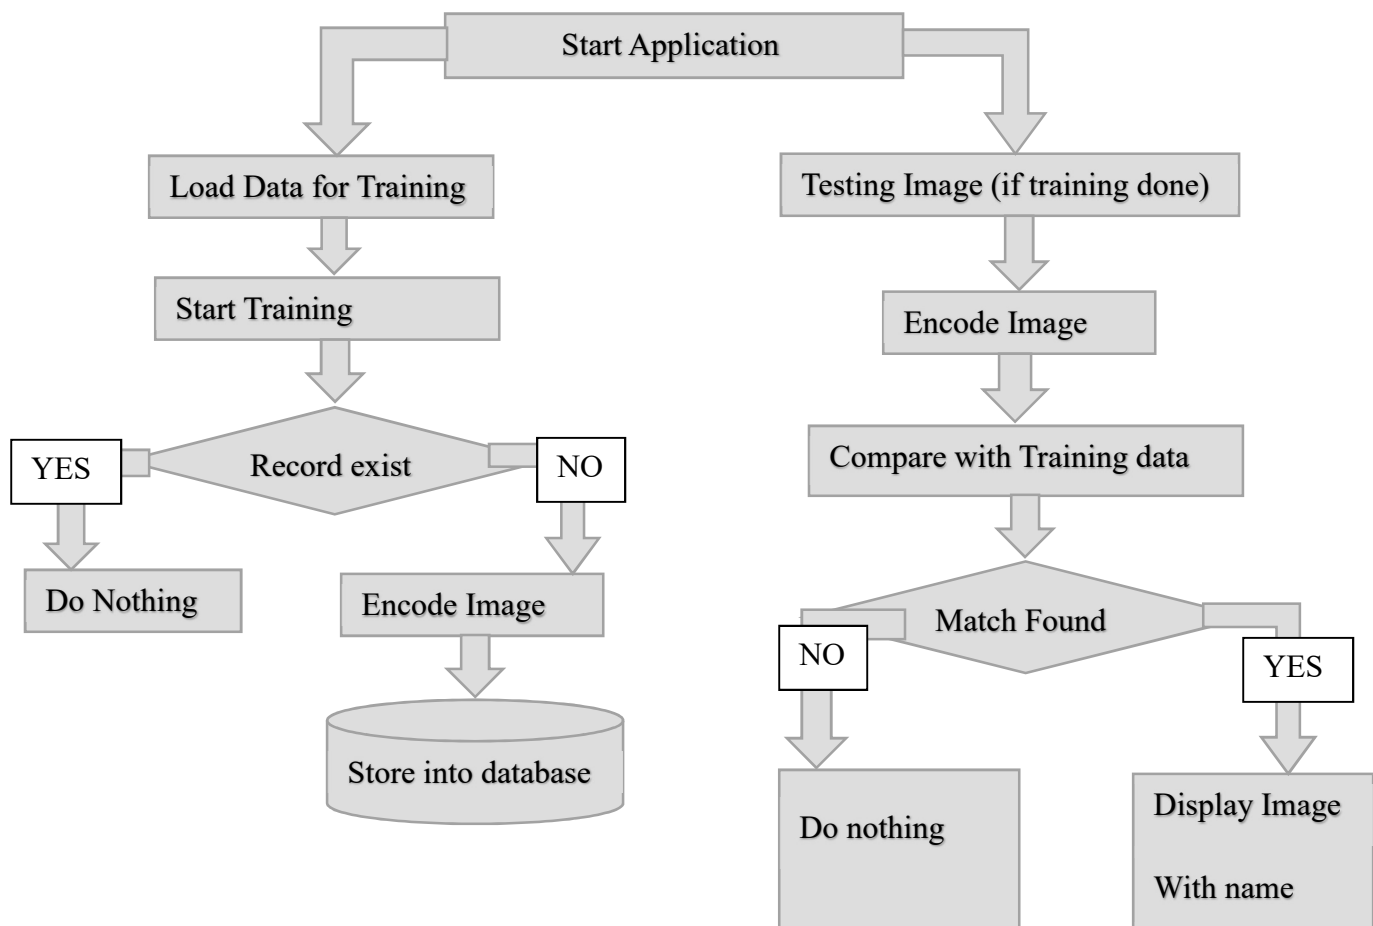 Start Application
Load Data for Training
Testing Image (if training done)
Start Training
Encode Image
Compare with Training data
YES
Record exist
NO
Do Nothing
Encode Image
Match Found
NO
YES
Store into database
Do nothing
Display Image
With name